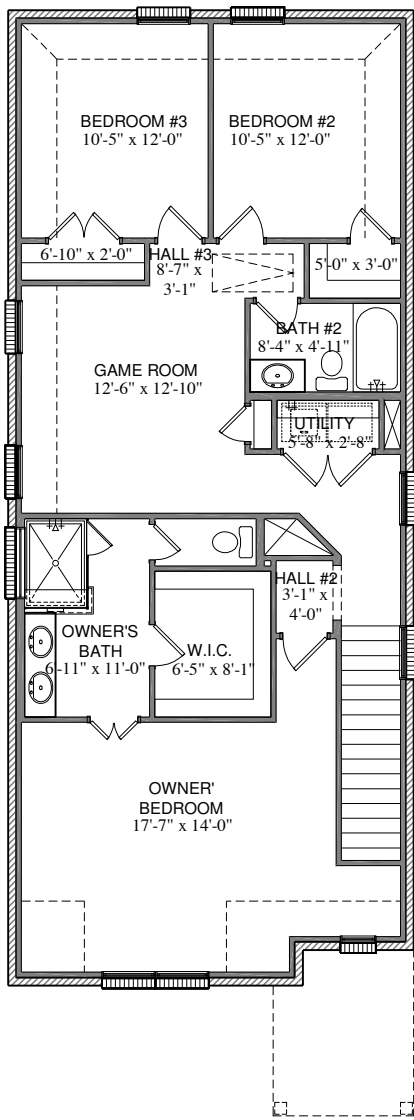 BEDROOM #3
10'-5" x 12'-0"
BEDROOM #2
10'-5" x 12'-0"
6'-10" x 2'-0"
HALL #3
8'-7" x
3'-1"
5'-0" x 3'-0"
BATH #2
8'-4" x 4'-11"
GAME ROOM
12'-6" x 12'-10"
UTILITY
5'-8" x 2'-8"
HALL #2
3'-1" x
4'-0"
OWNER'S
BATH
6'-11" x 11'-0"
W.I.C.
6'-5" x 8'-1"
OWNER'
BEDROOM
17'-7" x 14'-0"